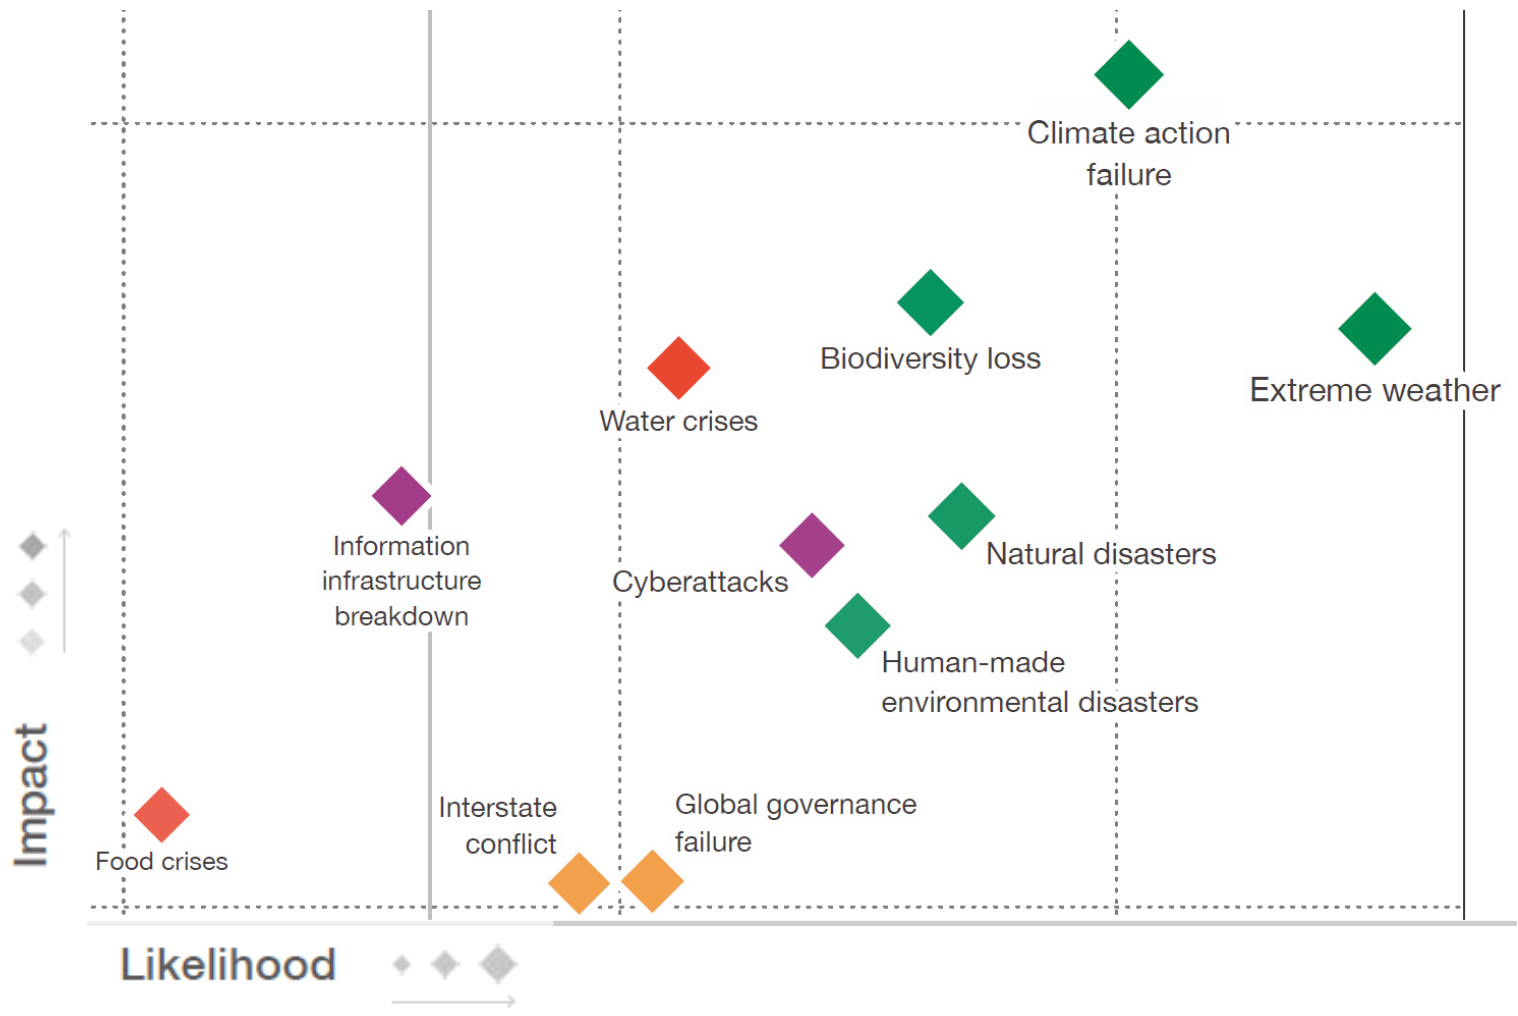 Climate action
failure
Biodiversity loss
Extreme weather
Water crises
Information
infrastructure
breakdown
Natural disasters
Cyberattacks
Human-made
environmental disasters
Interstate
conflict
Global governance
failure
Food crises
Impact
Likelihood